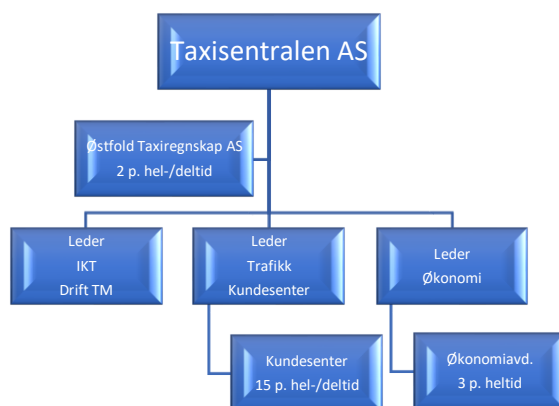 Taxisentralen AS
Østfold Taxiregnskap AS
2 p. hel-/deltid
Leder
IKT
Drift TM
Leder
Trafikk
Kundesenter
Leder
Økonomi
Kundesenter
15 p. hel-/deltid
Økonomiavd.
3 p. heltid